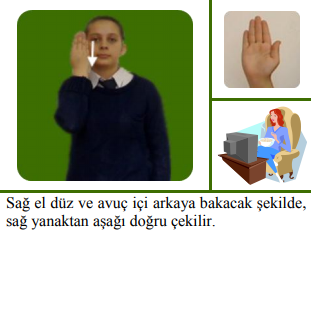 Sağ el düz ve avuç içi arkaya bakacak şekilde,
sağ yanaktan aşağı doğru çekilir.